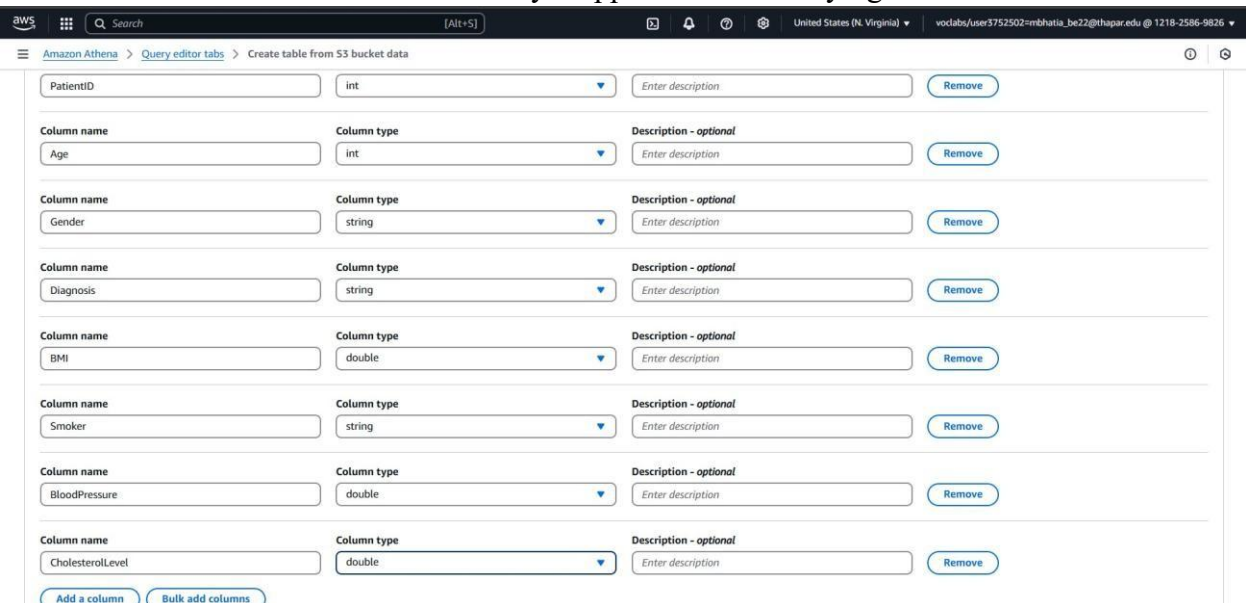 aws Search [Alt+S] United States (N. Virginia) voclabs/user3752502=mbhatia_be22@thapar.edu @ 1218-2586-9826
Amazon Athena > Query editor tabs > Create table from S3 bucket data
PatientID int Enter description Remove
Column name Column type Description - optional
Age int Enter description Remove
Column name Column type Description - optional
Gender string Enter description Remove
Column name Column type Description - optional
Diagnosis string Enter description Remove
Column name Column type Description - optional
BMI double Enter description Remove
Column name Column type Description - optional
Smoker string Enter description Remove
Column name Column type Description - optional
BloodPressure double Enter description Remove
Column name Column type Description - optional
CholesterolLevel double Enter description Remove
Add a column Bulk add columns